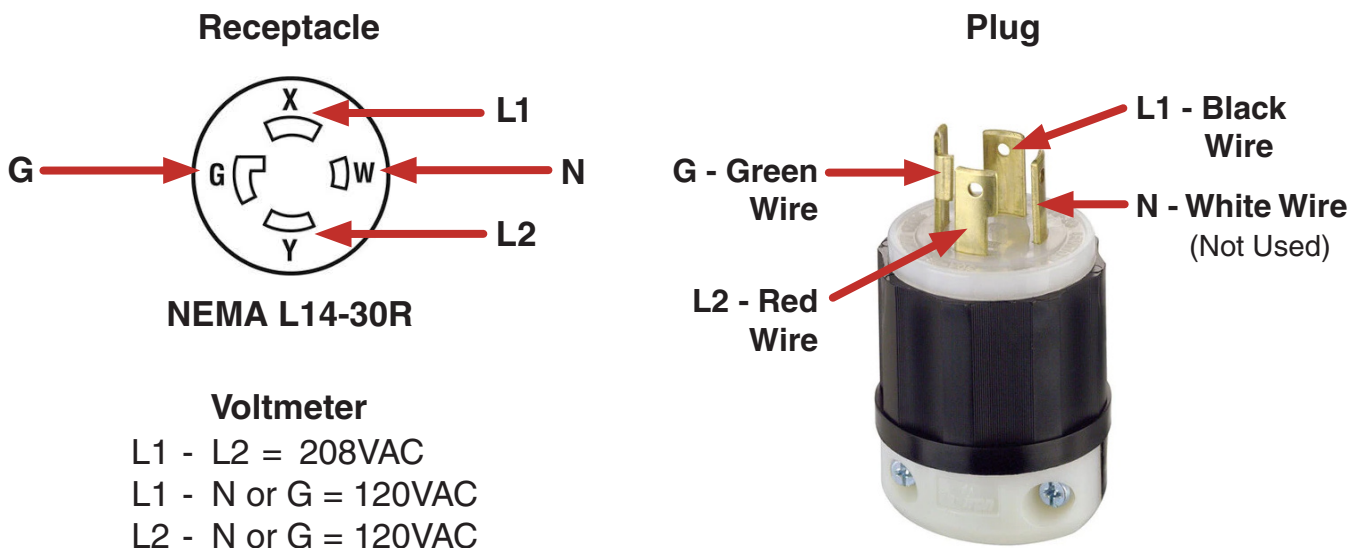 Receptacle
X
L1
G
G
W
N
L2
Y
NEMA L14-30R
Voltmeter
L1 - L2 = 208VAC
L1 - N or G = 120VAC
L2 - N or G = 120VAC
Plug
L1 - Black
Wire
G - Green
Wire
N - White Wire
(Not Used)
L2 - Red
Wire